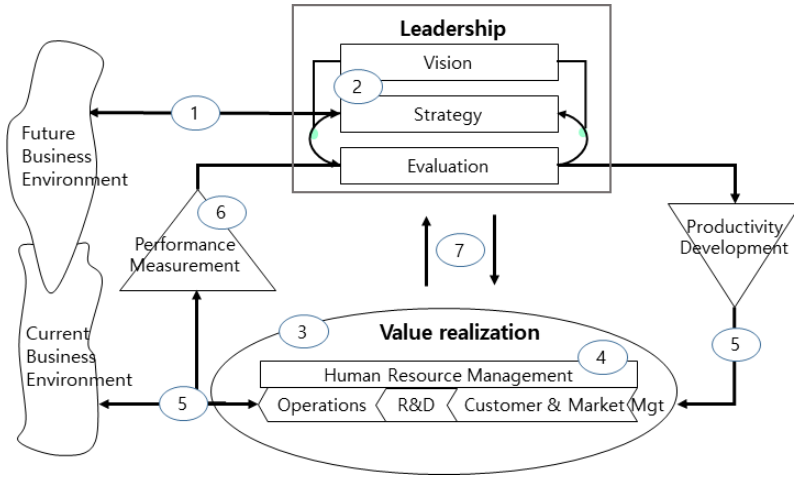 Leadership
Vision
2
Strategy
Evaluation
1
Future
Business
Environment
6
Performance
Measurement
7
Productivity
Development
Current
Business
Environment
3
Value realization
4
Human Resource Management
Operations
R&D
Customer & Market Mgt
5
5